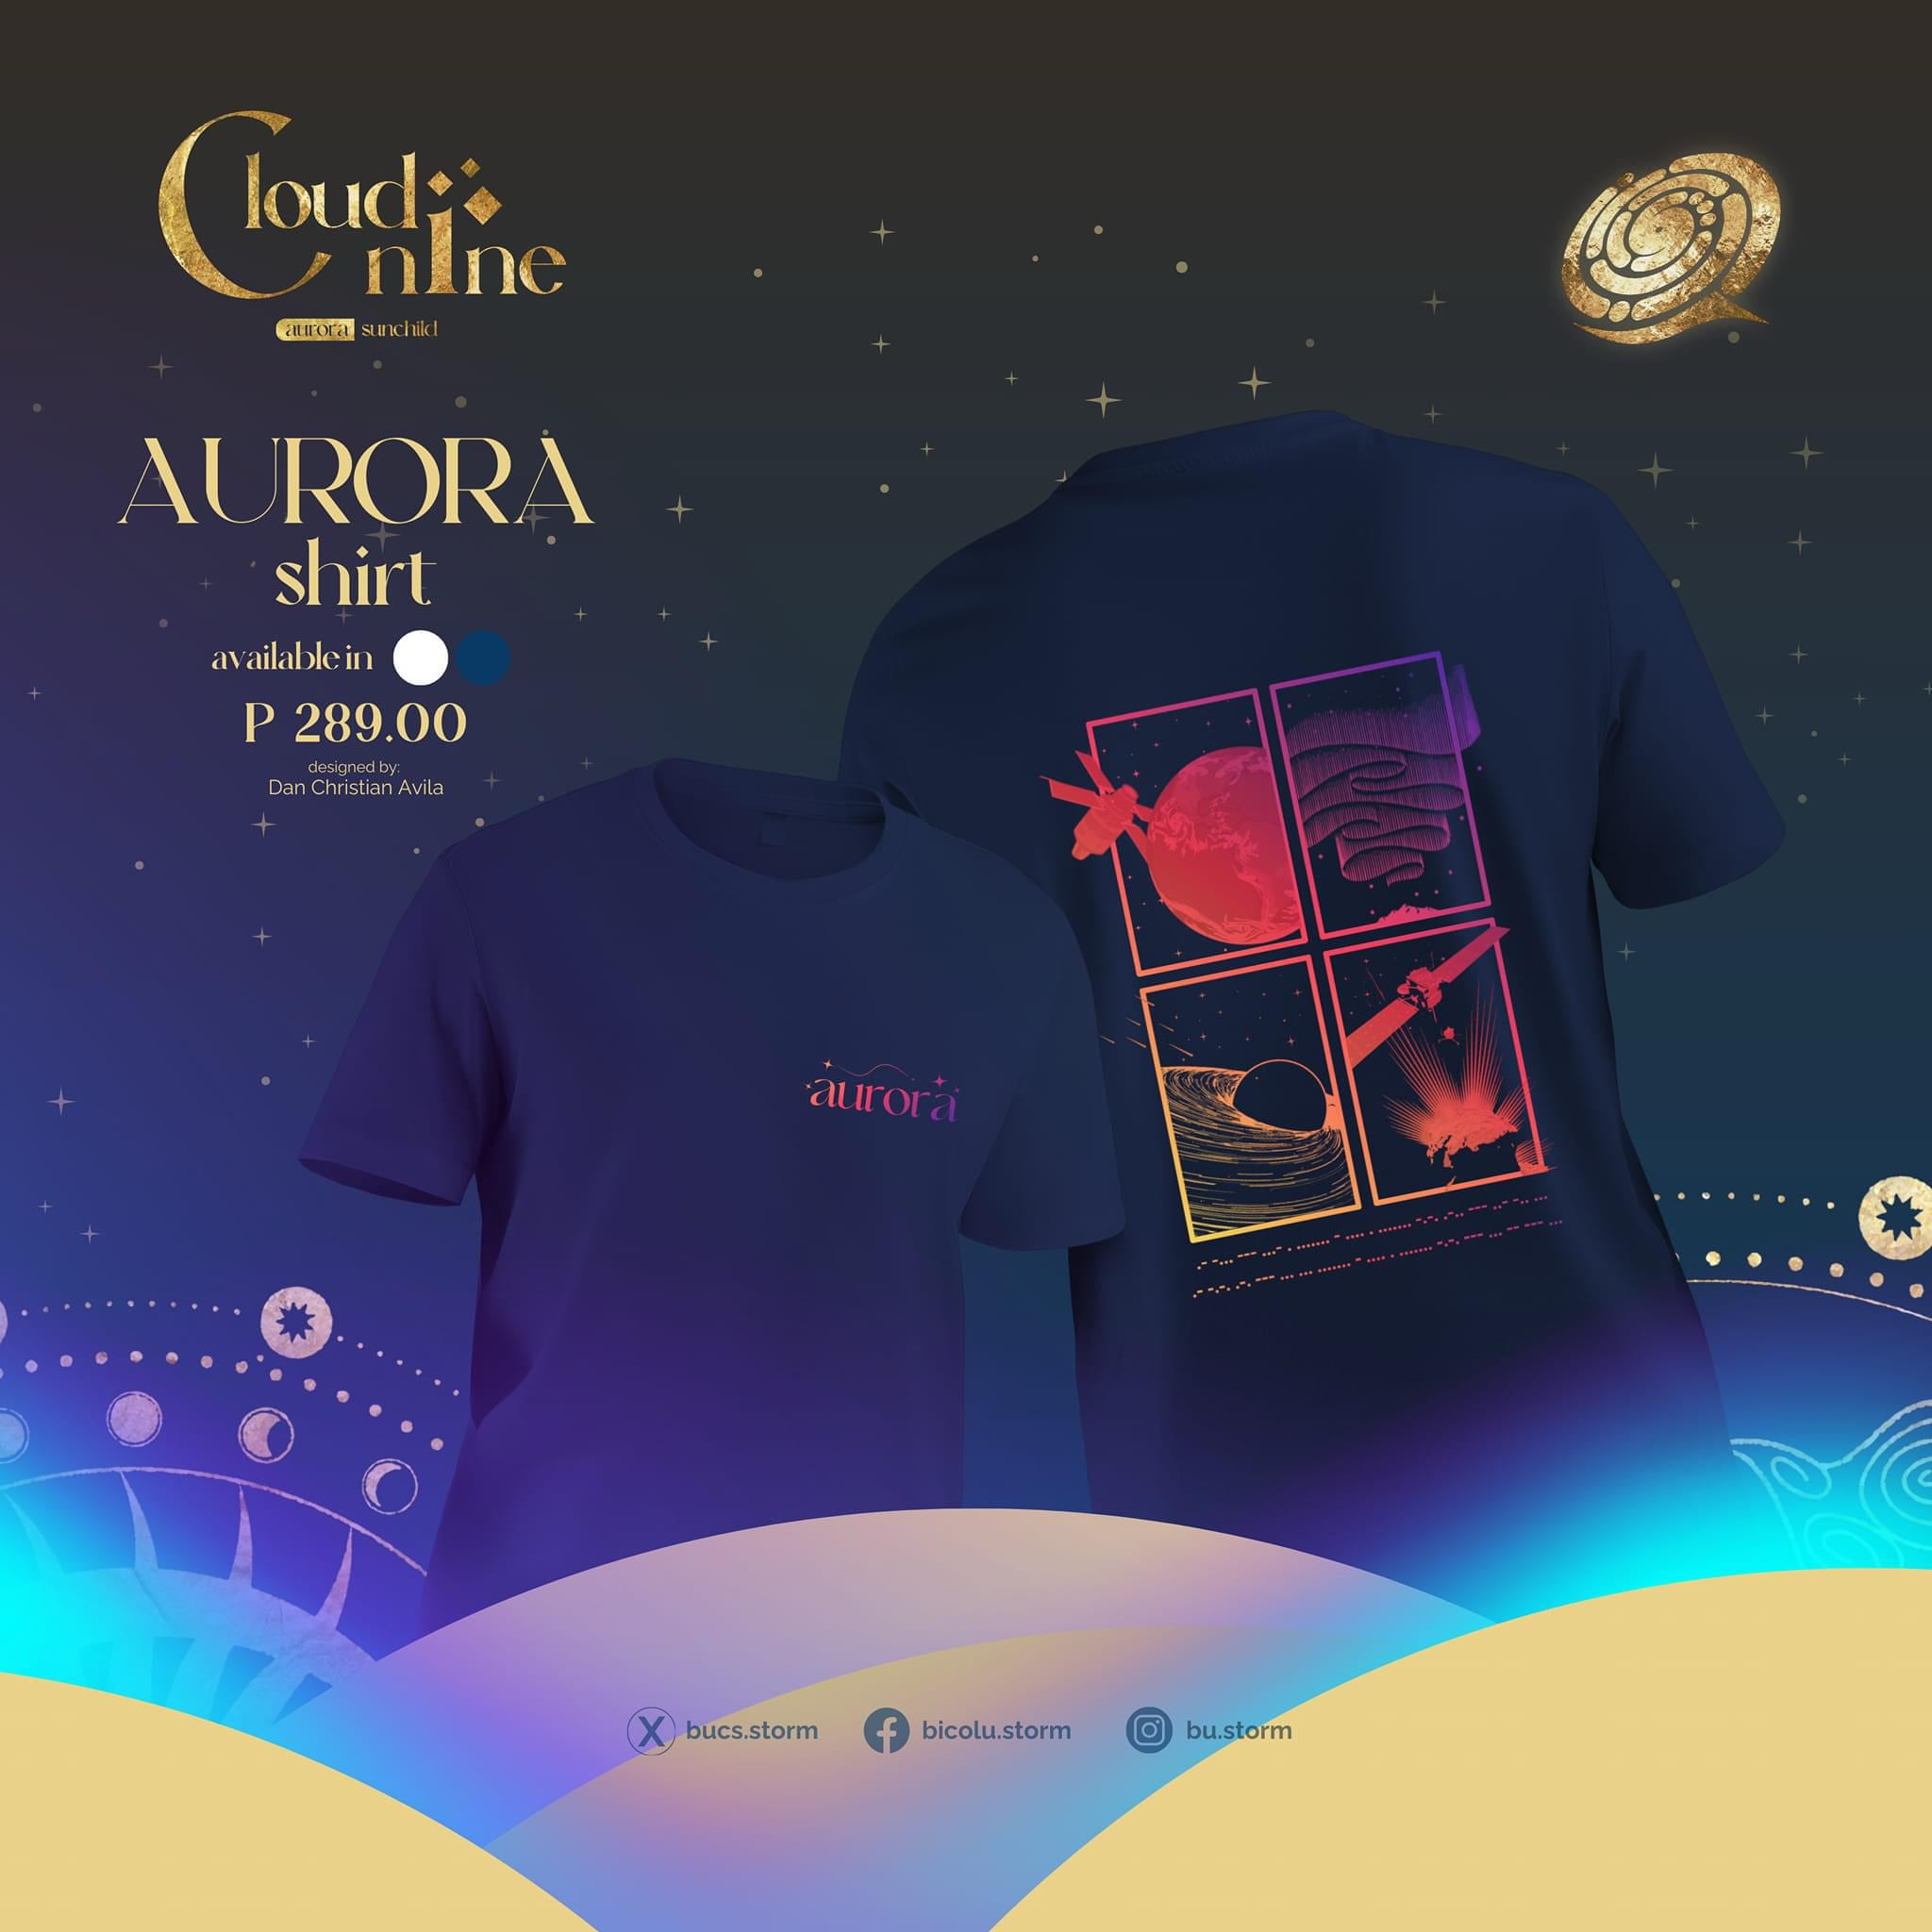 Cloud
nIne
aurora sunchild
AURORA
shirt
available in
P 289.00
designed by:
Dan Christian Avila
aurora
X bucs.storm
bicolu.storm
bu.storm